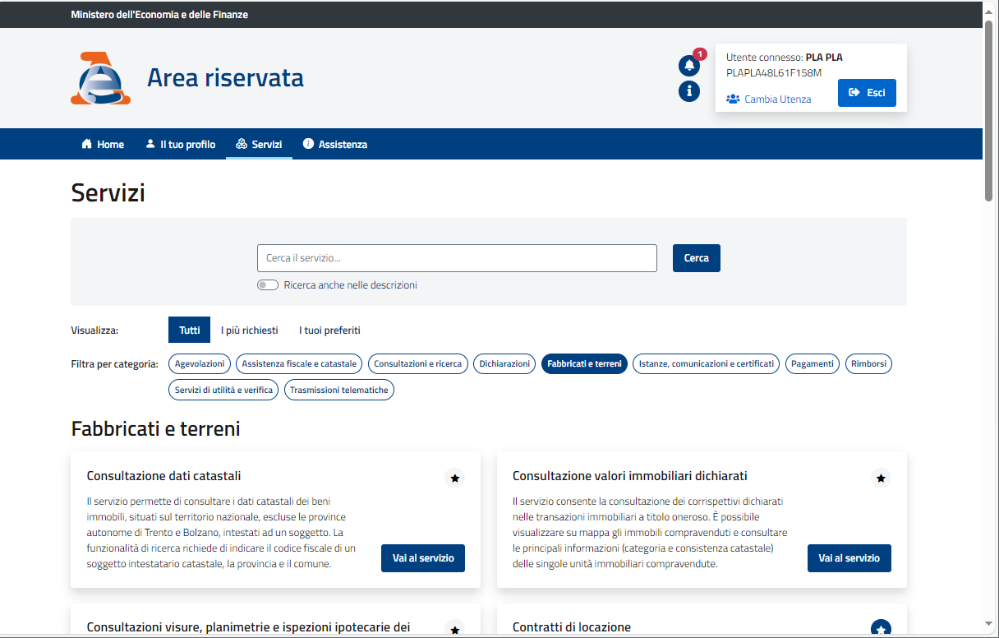 Ministero dell'Economia e delle Finanze
Area riservata
1
Utente connesso: PLA PLA
PLAPLA48L61F158M
Cambia Utenza
Esci
Home
Il tuo profilo
Servizi
Assistenza
Servizi
Cerca il servizio...
Cerca
Ricerca anche nelle descrizioni
Visualizza:
Tutti
I più richiesti
I tuoi preferiti
Filtra per categoria:
Agevolazioni
Assistenza fiscale e catastale
Consultazioni e ricerca
Dichiarazioni
Fabbricati e terreni
Istanze, comunicazioni e certificati
Pagamenti
Rimborsi
Servizi di utilità e verifica
Trasmissioni telematiche
Fabbricati e terreni
Consultazione dati catastali
Il servizio permette di consultare i dati catastali dei beni
immobili, situati sul territorio nazionale, escluse le province
autonome di Trento e Bolzano, intestati ad un soggetto. La
funzionalità di ricerca richiede di indicare il codice fiscale di un
soggetto intestatario catastale, la provincia e il comune.
Vai al servizio
Consultazione valori immobiliari dichiarati
Il servizio consente la consultazione dei corrispettivi dichiarati
nelle transazioni immobiliari a titolo oneroso. È possibile
visualizzare su mappa gli immobili compravenduti e consultare
le principali informazioni (categoria e consistenza catastale)
delle singole unità immobiliari compravendute.
Vai al servizio
Consultazioni visure, planimetrie e ispezioni ipotecarie dei
Contratti di locazione